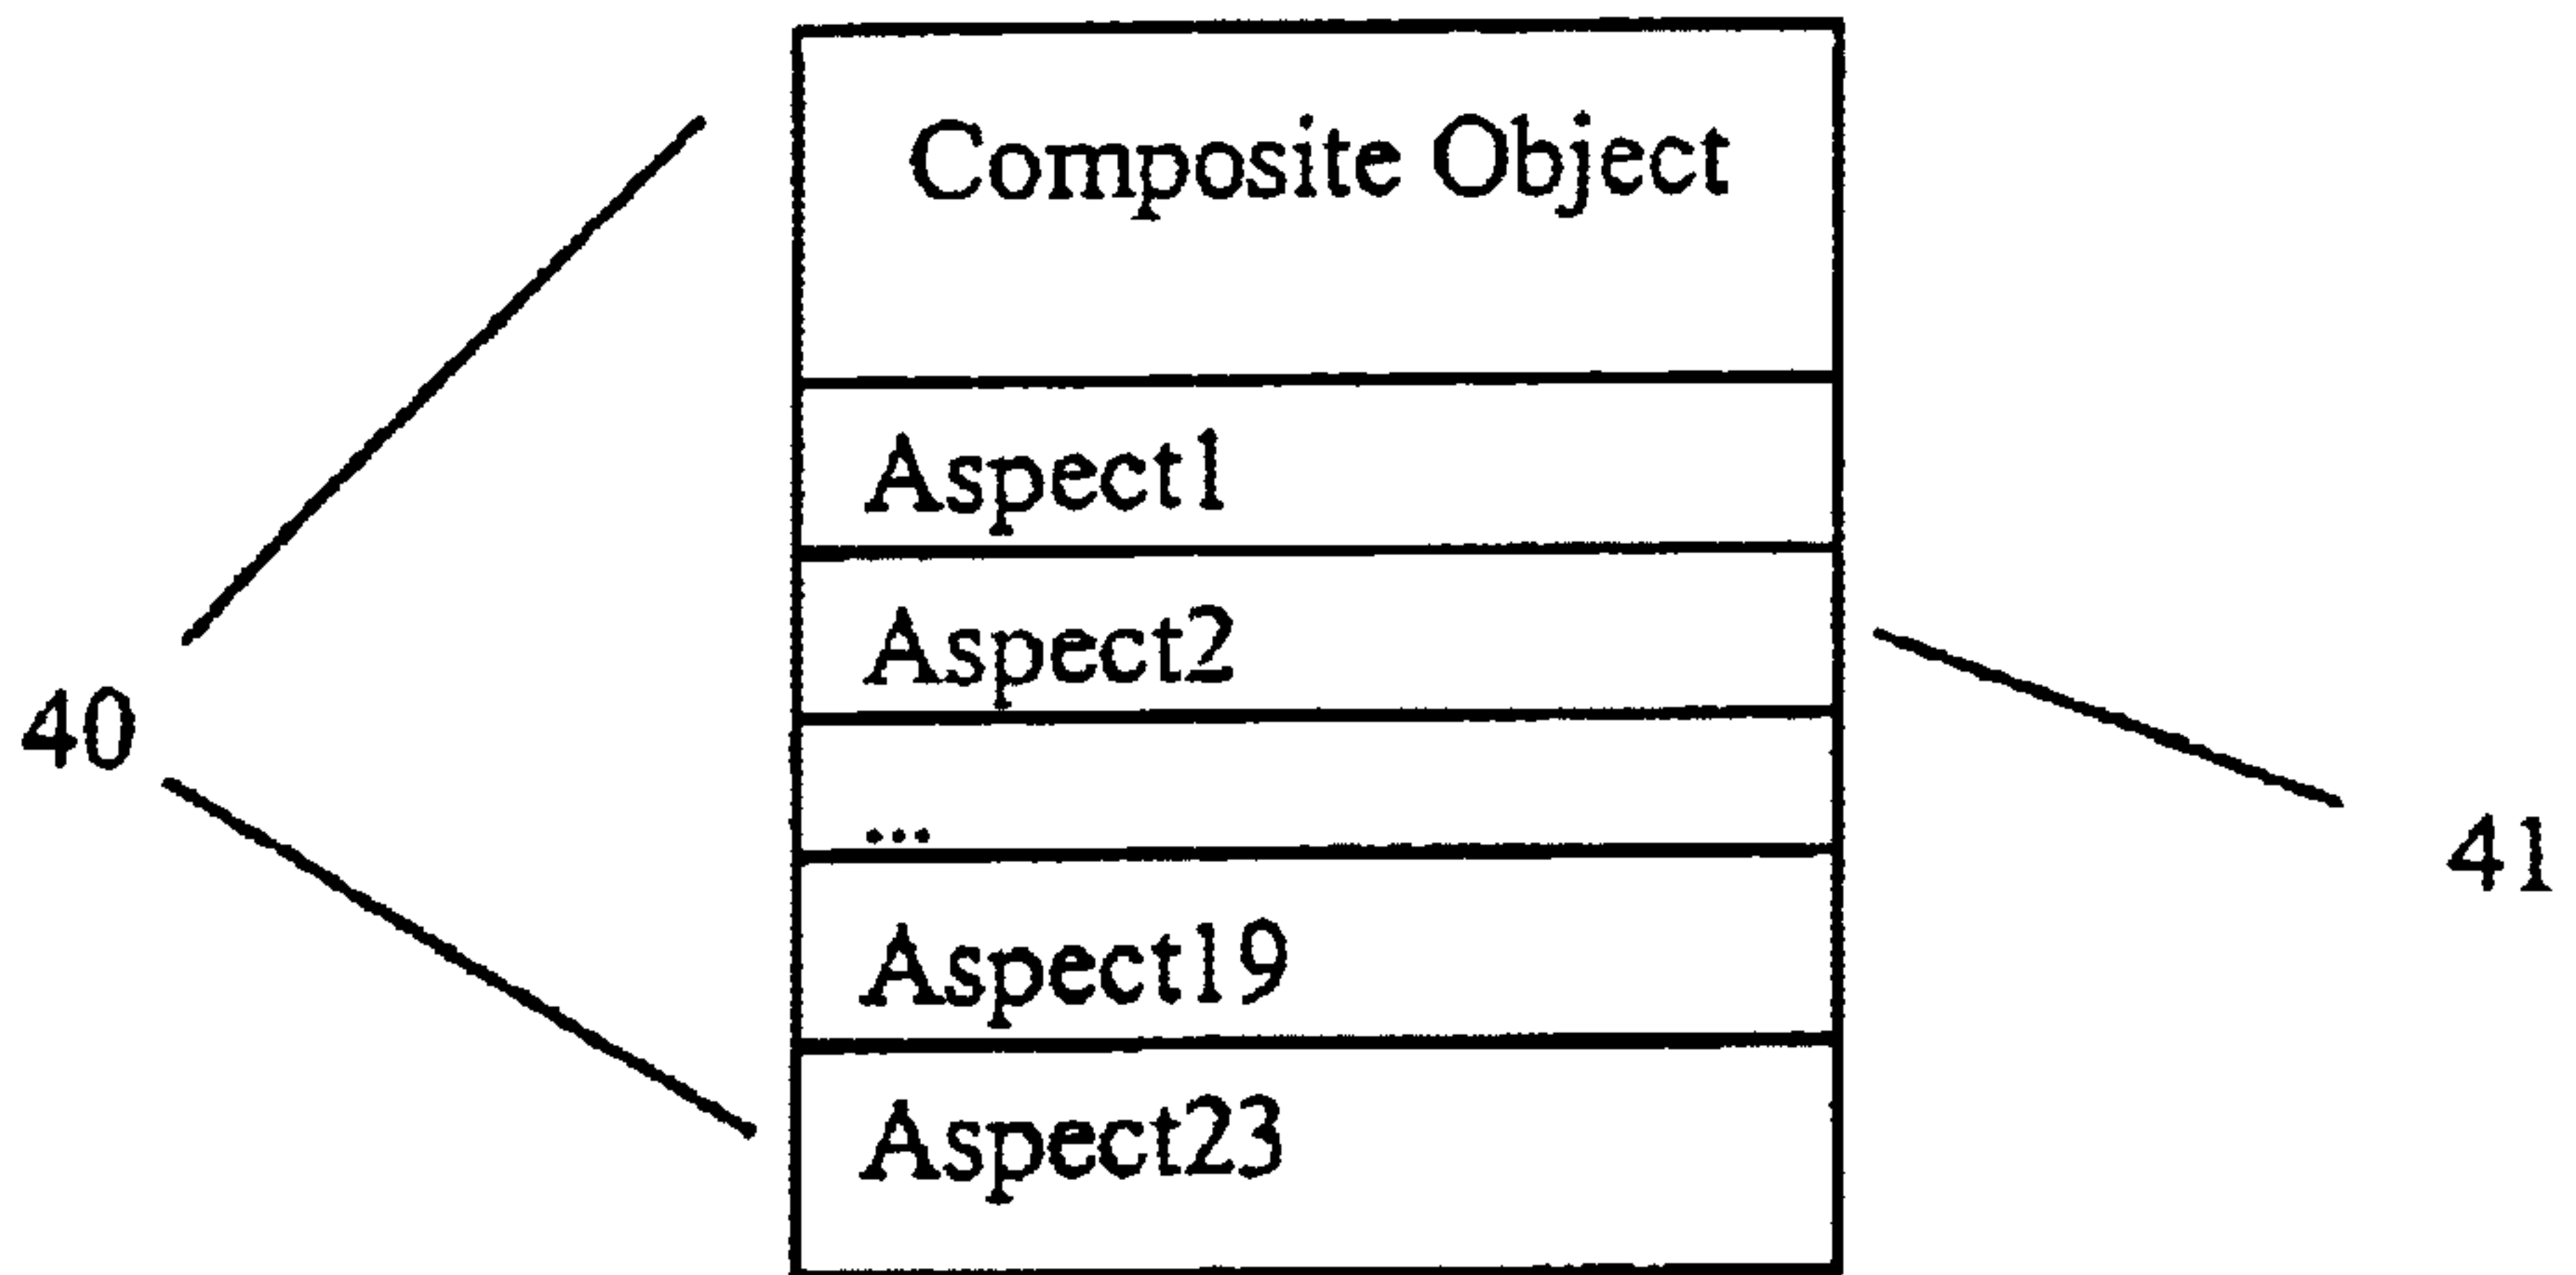 Composite Object
Aspect1
Aspect2
40
...
41
Aspect19
Aspect23